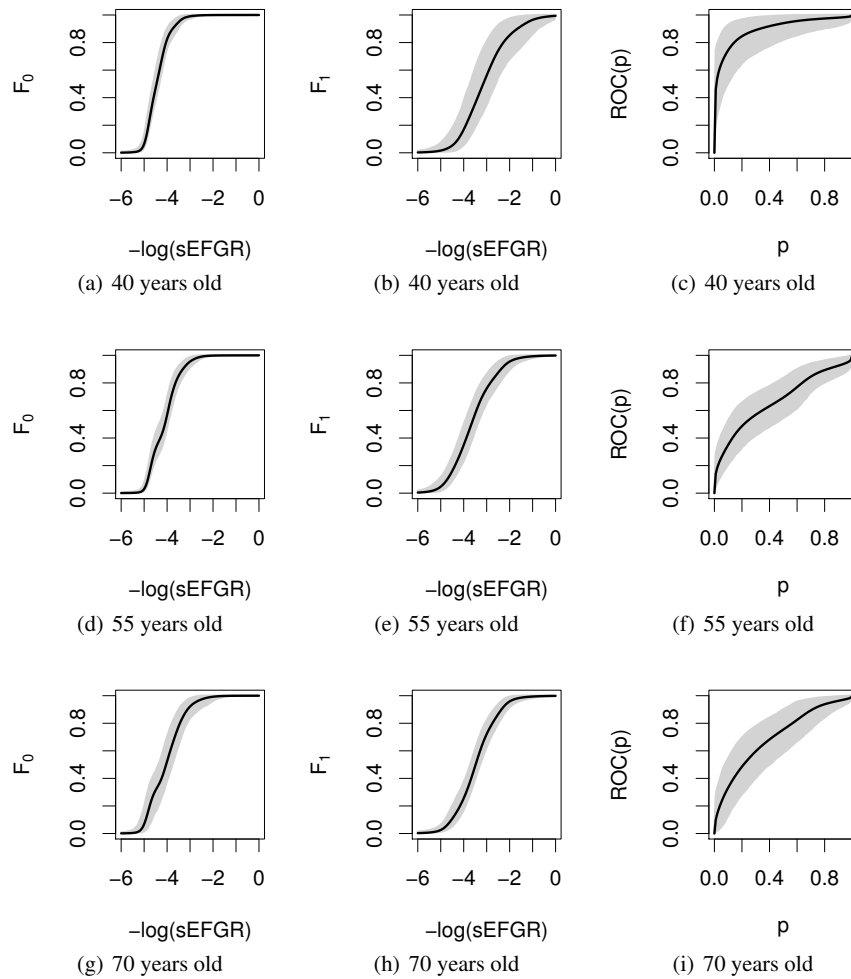 F0
0.0 0.4 0.8
−6 −4 −2 0
−log(sEFGR)
(a) 40 years old
F1
0.0 0.4 0.8
−6 −4 −2 0
−log(sEFGR)
(b) 40 years old
ROC(p)
0.0 0.4 0.8
0.0 0.4 0.8
p
(c) 40 years old
F0
0.0 0.4 0.8
−6 −4 −2 0
−log(sEFGR)
(d) 55 years old
F1
0.0 0.4 0.8
−6 −4 −2 0
−log(sEFGR)
(e) 55 years old
ROC(p)
0.0 0.4 0.8
0.0 0.4 0.8
p
(f) 55 years old
F0
0.0 0.4 0.8
−6 −4 −2 0
−log(sEFGR)
(g) 70 years old
F1
0.0 0.4 0.8
−6 −4 −2 0
−log(sEFGR)
(h) 70 years old
ROC(p)
0.0 0.4 0.8
0.0 0.4 0.8
p
(i) 70 years old